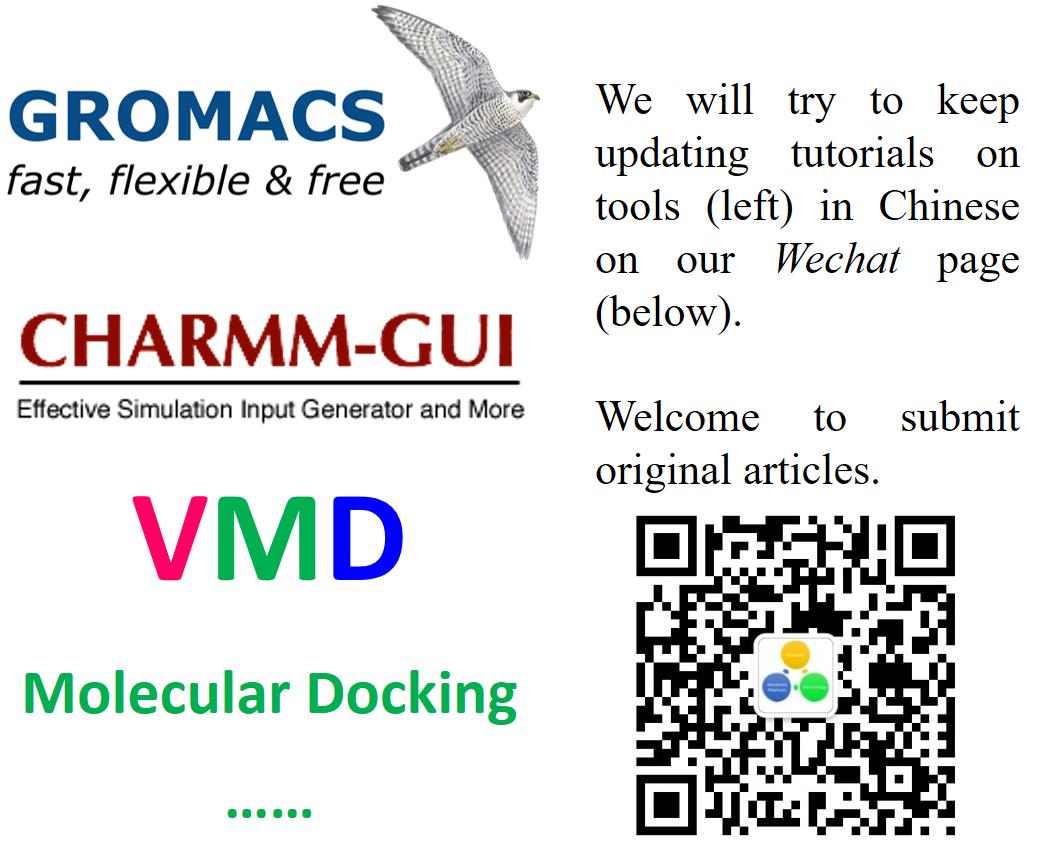 GROMACS
fast, flexible & free
CHARMM-GUI
Effective Simulation Input Generator and More
VMD
Molecular Docking
……
We will try to keep
updating tutorials on
tools (left) in Chinese
on our Wechat page
(below).
Welcome to submit
original articles.